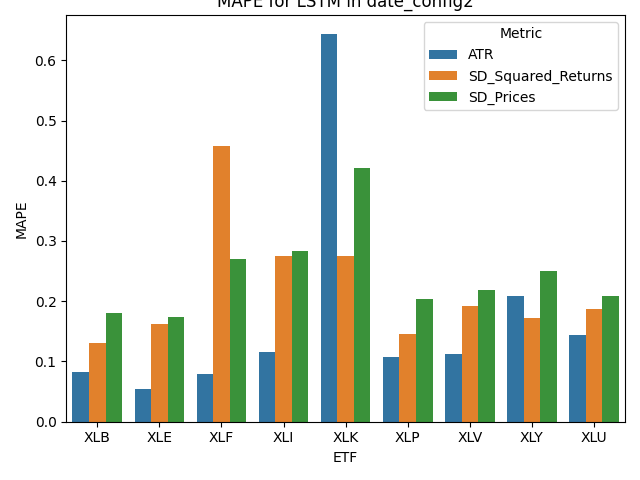 MAPE for LSTM in date_config2
Metric
ATR
SD_Squared_Returns
SD_Prices
MAPE
0.6
0.5
0.4
0.3
0.2
0.1
0.0
XLB XLE XLF XLI XLK XLP XLV XLY XLU
ETF